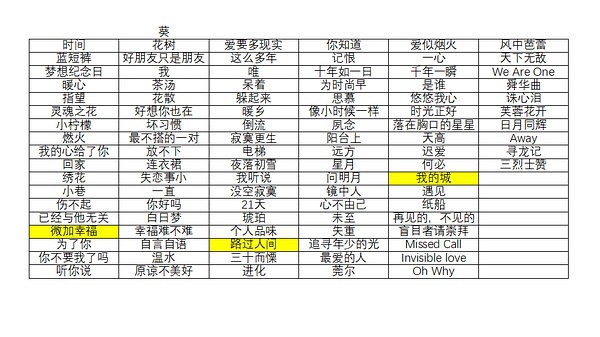 葵
时间 花树 爱要多现实 你知道 爱似烟火 风中芭蕾
蓝短裤 好朋友只是朋友 这么多年 记恨 一心 天下无敌
梦想纪念日 我 唯 十年如一日 千年一瞬 We Are One
暖心 茶汤 呆着 为时尚早 是谁 舜华曲
指望 花散 躲起来 思慕 悠悠我心 诛心泪
灵魂之花 好想你也在 暖乡 像小时候一样 时光正好 芙蓉花开
小柠檬 坏习惯 倒流 夙念 落在胸口的星星 日月同辉
燃火 最不搭的一对 寂寞更生 阳台上 天高 Away
我的心给了你 放不下 电梯 远方 迟爱 寻龙记
回家 连衣裙 夜落初雪 星月 何必 三烈士赞
绣花 失恋事小 我听说 问明月 我的城
小巷 一直 没空寂寞 镜中人 遇见
伤不起 你好吗 21天 心不由己 纸船
已经与他无关 白日梦 琥珀 未至 再见的，不见的
微加幸福 幸福难不难 个人品味 失重 盲目者请崇拜
为了你 自言自语 路过人间 追寻年少的光 Missed Call
你不要我了吗 温水 三十而慄 最爱的人 Invisible love
听你说 原谅不美好 进化 莞尔 Oh Why